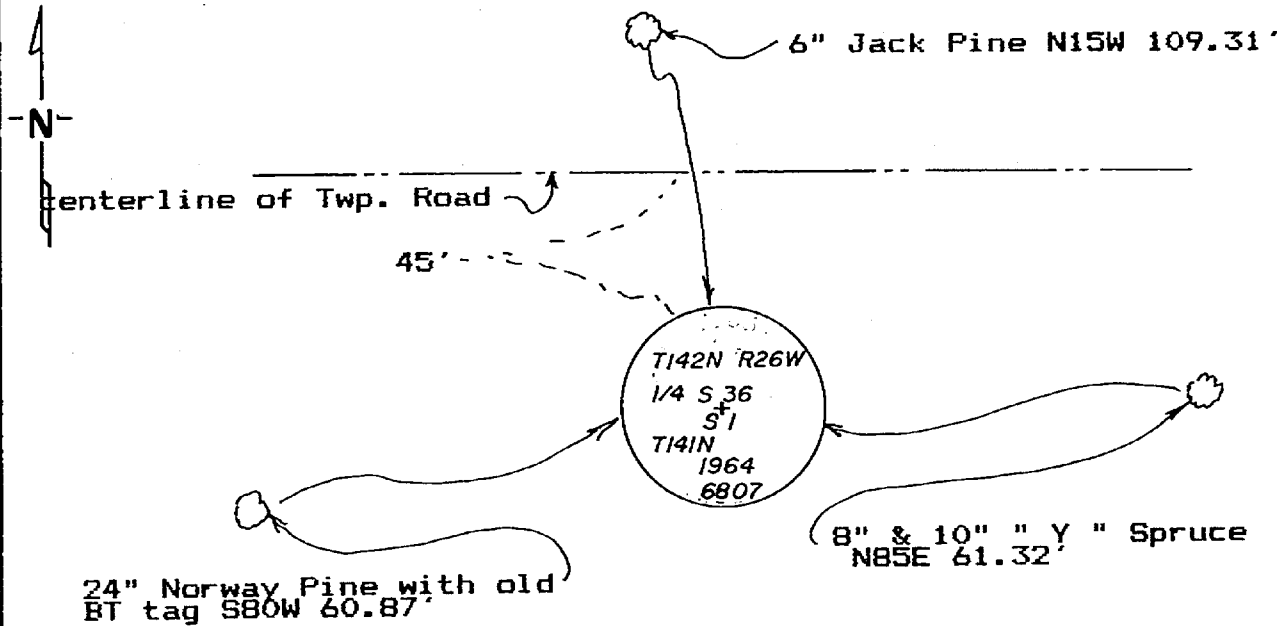 6" Jack Pine N15W 109.31'
-N-
centerline of Twp. Road
45'
T142N R26W
1/4 S 36
S 1
T141N
1964
6807
8" & 10" " Y " Spruce
N85E 61.32'
24" Norway Pine with old
BT tag S80W 60.87'